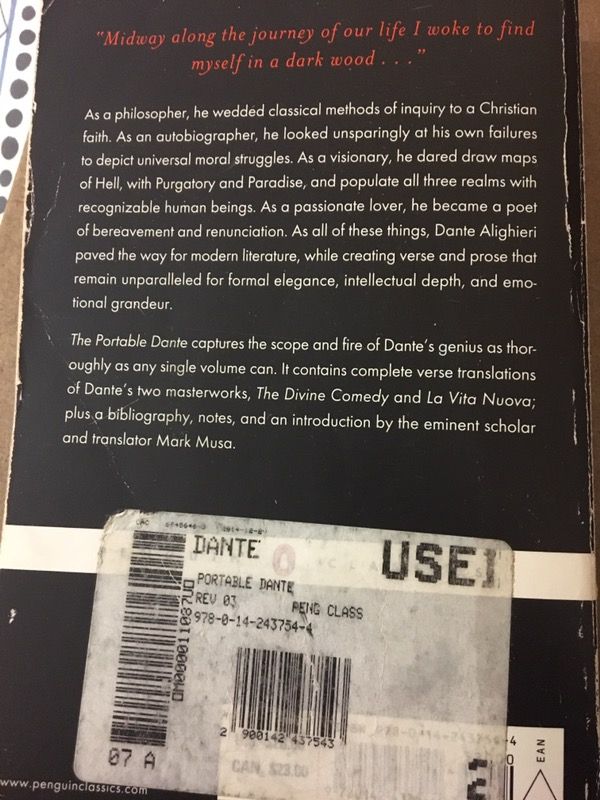 "Midway along the journey of our life I woke to find
myself in a dark wood . . ."
As a philosopher, he wedded classical methods of inquiry to a Christian
faith. As an autobiographer, he looked unsparingly at his own failures
to depict universal moral struggles. As a visionary, he dared draw maps
of Hell, with Purgatory and Paradise, and populate all three realms with
recognizable human beings. As a passionate lover, he became a poet
of bereavement and renunciation. As all of these things, Dante Alighieri
paved the way for modern literature, while creating verse and prose that
remain unparalleled for formal elegance, intellectual depth, and emo-
tional grandeur.
The Portable Dante captures the scope and fire of Dante's genius as thor-
oughly as any single volume can. It contains complete verse translations
of Dante's two masterworks, The Divine Comedy and La Vita Nuova;
plus a bibliography, notes, and an introduction by the eminent scholar
and translator Mark Musa.
DANTE
USE
PORTABLE DANTE
REV 03 PENG CLASS
978-0-14-243754-4
2 900142 437543
07 A
CAN. $23.00
EAN
www.penguinclassics.com